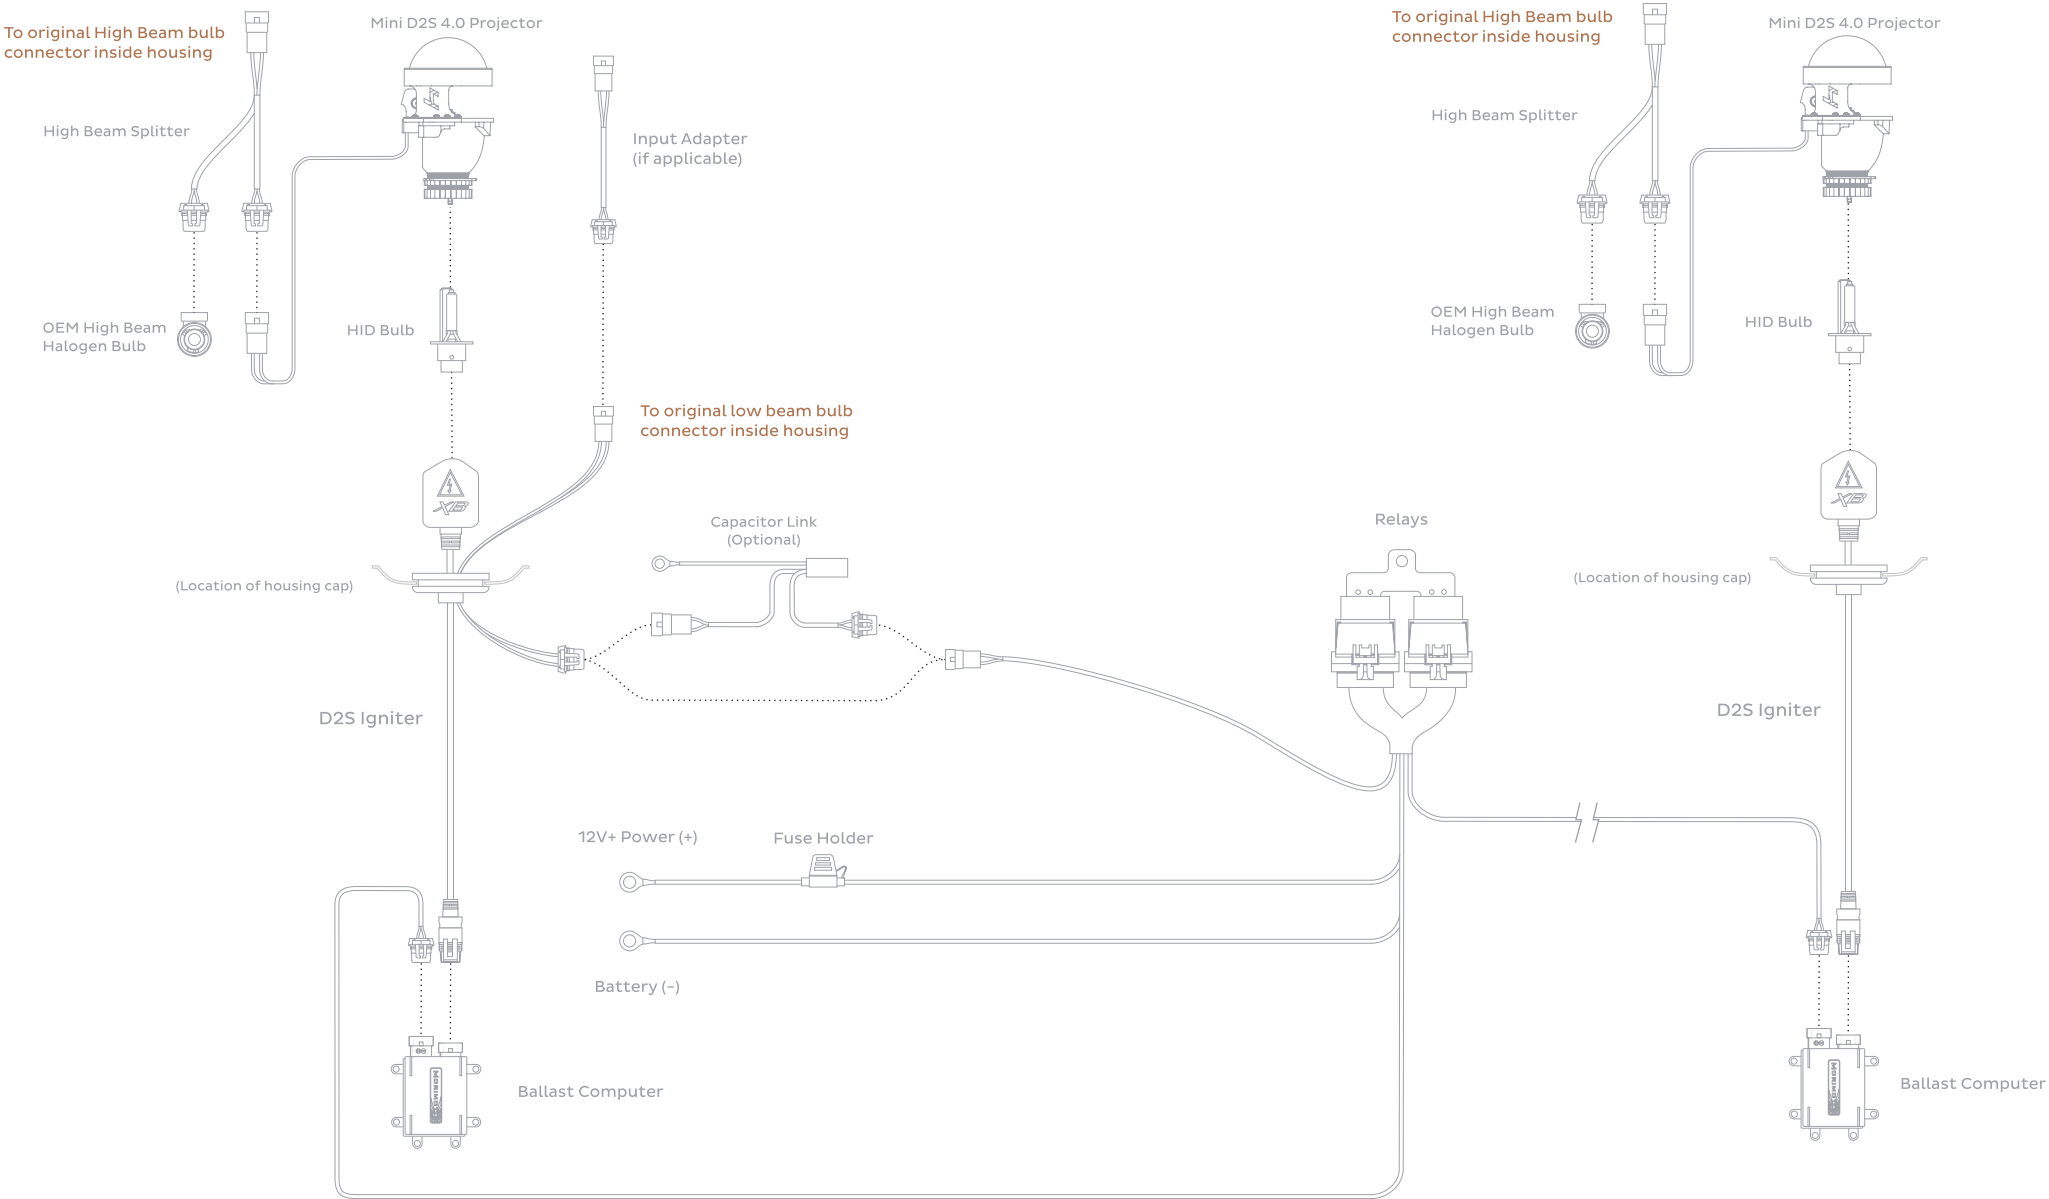 To original High Beam bulb
connector inside housing
Mini D2S 4.0 Projector
High Beam Splitter
Input Adapter
(if applicable)
OEM High Beam
Halogen Bulb
HID Bulb
To original low beam bulb
connector inside housing
XB
Capacitor Link
(Optional)
(Location of housing cap)
D2S Igniter
12V+ Power (+)
Fuse Holder
Battery (-)
MORIMOTO
Ballast Computer
Relays
To original High Beam bulb
connector inside housing
Mini D2S 4.0 Projector
High Beam Splitter
OEM High Beam
Halogen Bulb
HID Bulb
XB
(Location of housing cap)
D2S Igniter
MORIMOTO
Ballast Computer